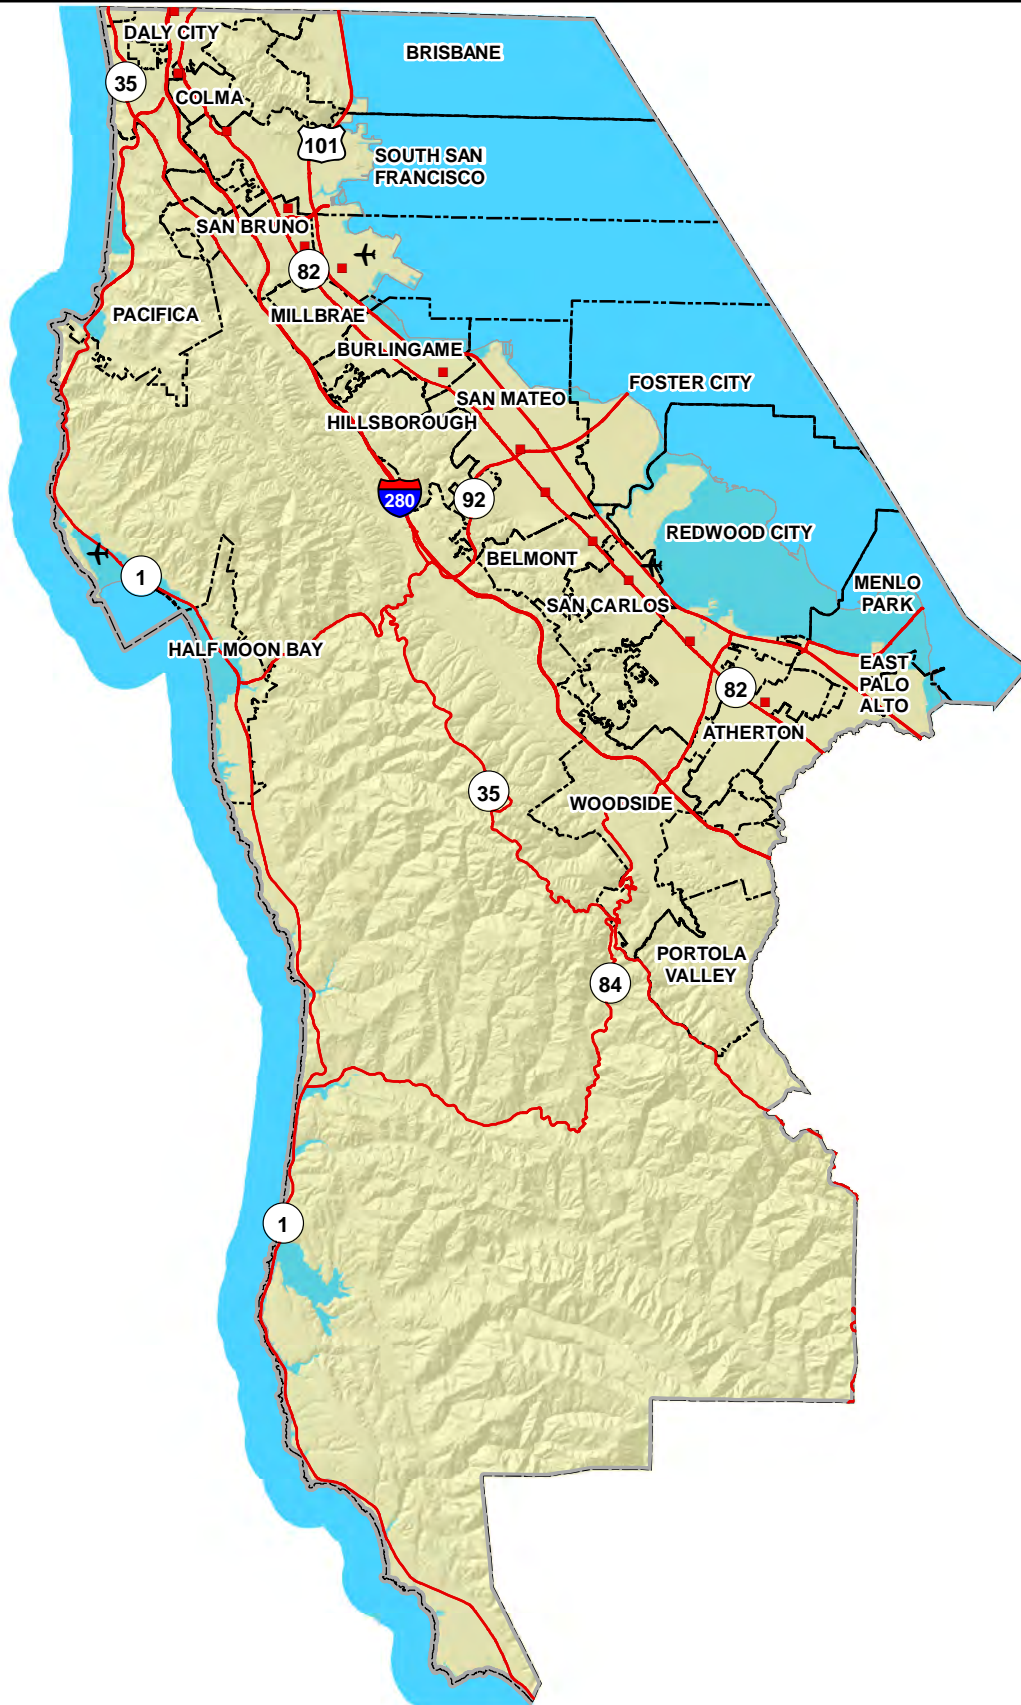 DALY CITY
BRISBANE
35
COLMA
101
SOUTH SAN
FRANCISCO
SAN BRUNO
82
PACIFICA
MILLBRAE
BURLINGAME
FOSTER CITY
SAN MATEO
HILLSBOROUGH
280
92
REDWOOD CITY
BELMONT
1
MENLO
PARK
SAN CARLOS
HALF MOON BAY
EAST
PALO
ALTO
82
ATHERTON
35
WOODSIDE
PORTOLA
VALLEY
84
1